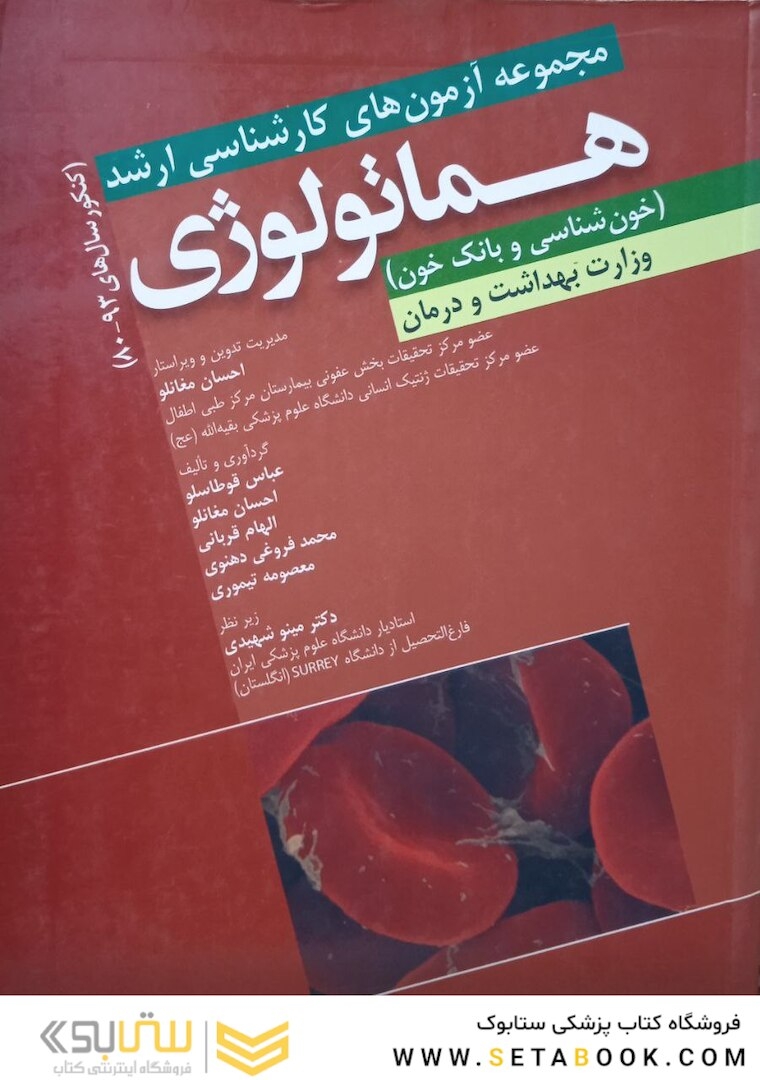 مجموعه آزمون‌های کارشناسی ارشد
هماتولوژی
(کنکور سال‌های ۹۳-۸۰)
(خون‌شناسی و بانک خون)
وزارت بهداشت و درمان
مدیریت تدوین و ویراستار
احسان مغانلو
عضو مرکز تحقیقات بخش عفونی بیمارستان مرکز طبی اطفال
عضو مرکز تحقیقات ژنتیک انسانی دانشگاه علوم پزشکی بقیه‌الله (عج)
گردآوری و تألیف
عباس قوطاسلو
احسان مغانلو
الهام قربانی
محمد فروغی دهنوی
معصومه تیموری
زیر نظر
دکتر مینو شهیدی
استادیار دانشگاه علوم پزشکی ایران
فارغ‌التحصیل از دانشگاه SURREY (انگلستان)
فروشگاه کتاب پزشکی ستابوک
WWW.SETABOOK.COM
ستابوک
فروشگاه اینترنتی کتاب